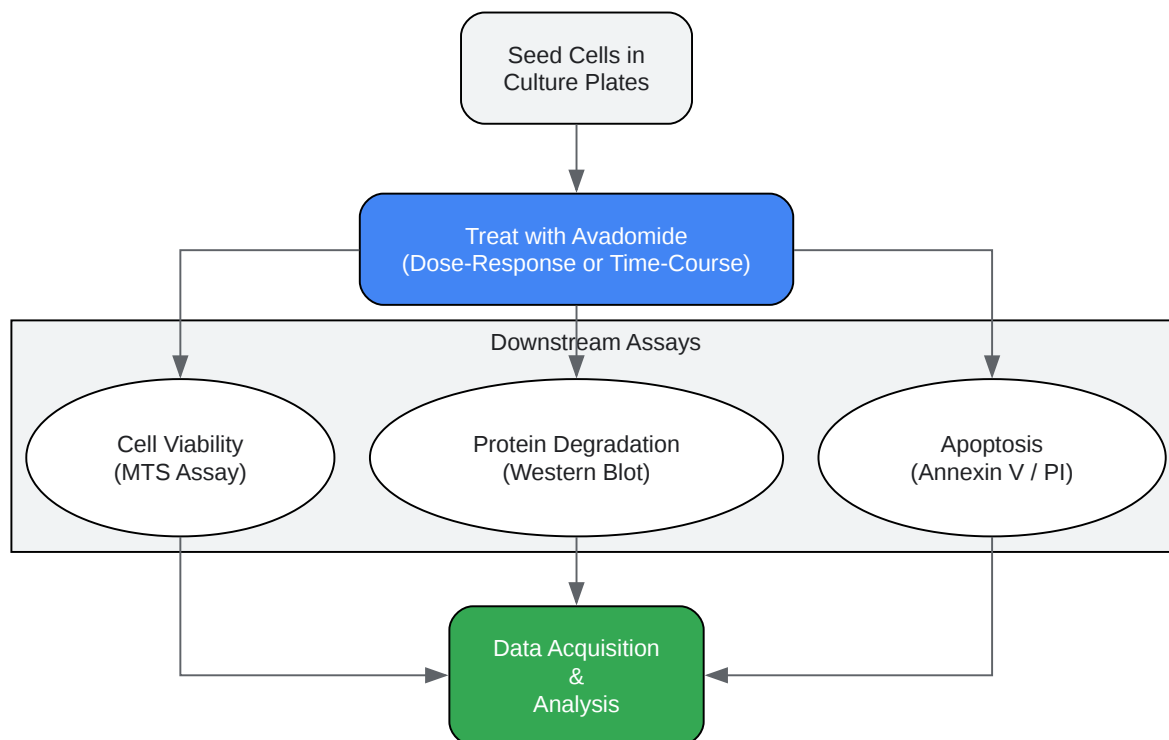 Seed Cells in
Culture Plates
Treat with Avadomide
(Dose-Response or Time-Course)
Downstream Assays
Cell Viability
(MTS Assay)
Protein Degradation
(Western Blot)
Apoptosis
(Annexin V / PI)
Data Acquisition
&
Analysis